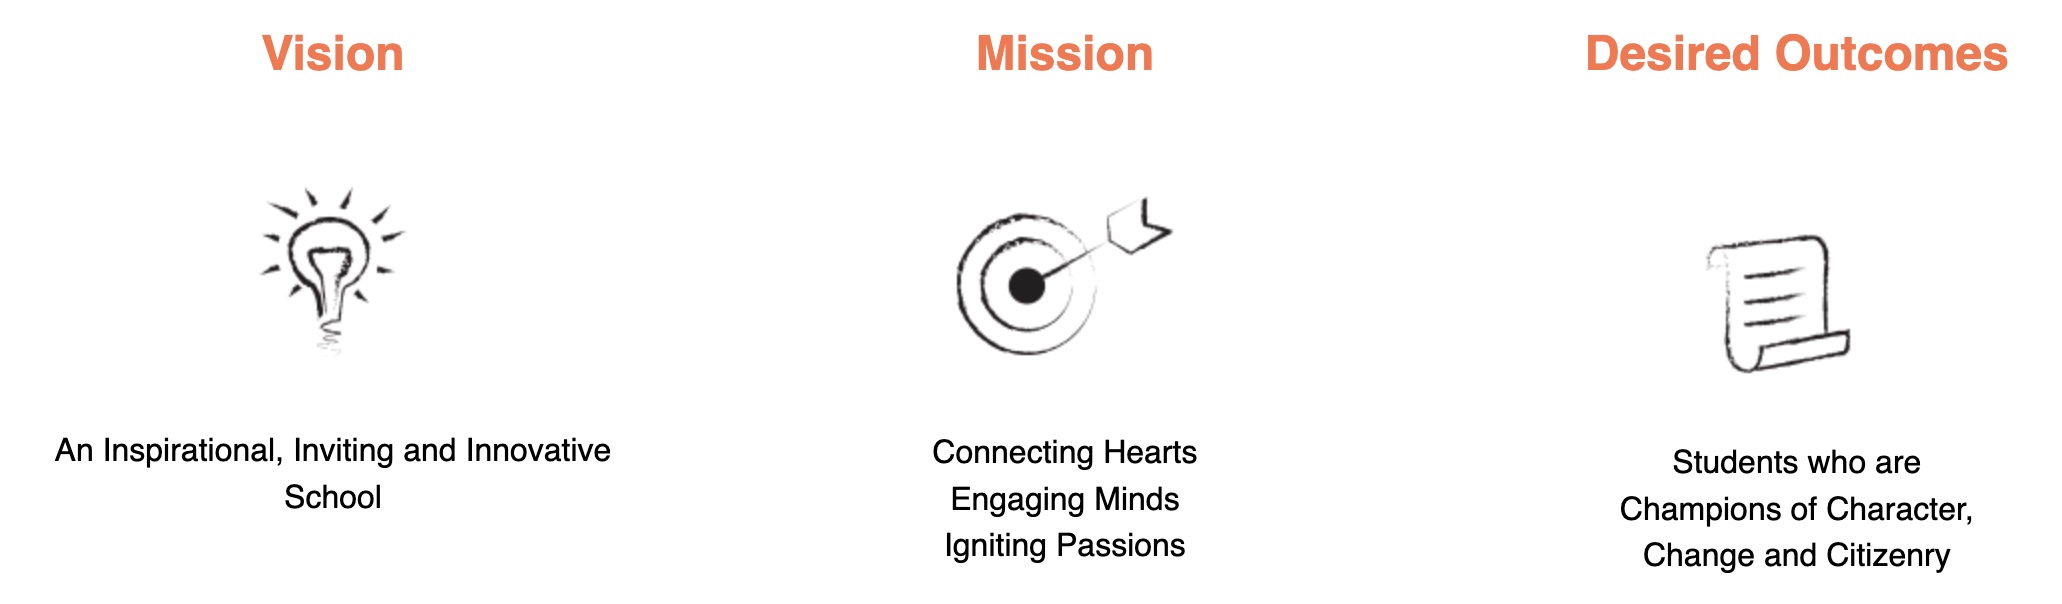 Vision
An Inspirational, Inviting and Innovative
School
Mission
Connecting Hearts
Engaging Minds
Igniting Passions
Desired Outcomes
Students who are
Champions of Character,
Change and Citizenry